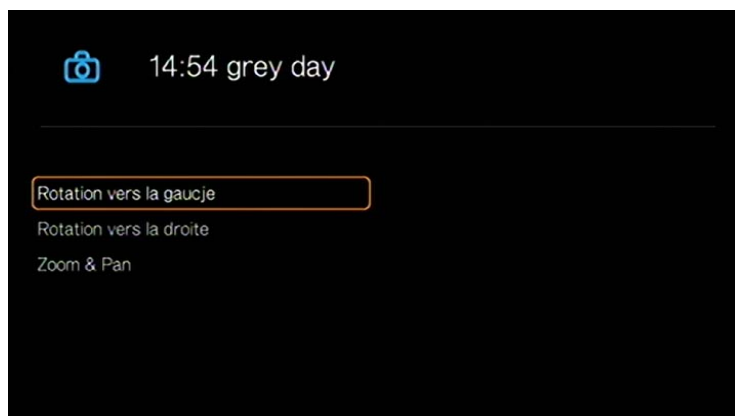 14:54 grey day
Rotation vers la gaucje
Rotation vers la droite
Zoom & Pan